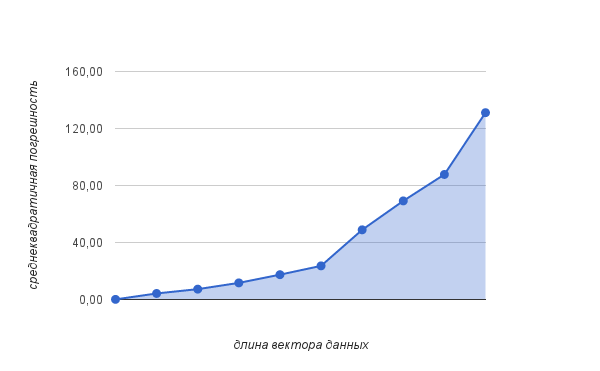 среднеквадратичная погрешность
160,00
120,00
80,00
40,00
0,00
длина вектора данных